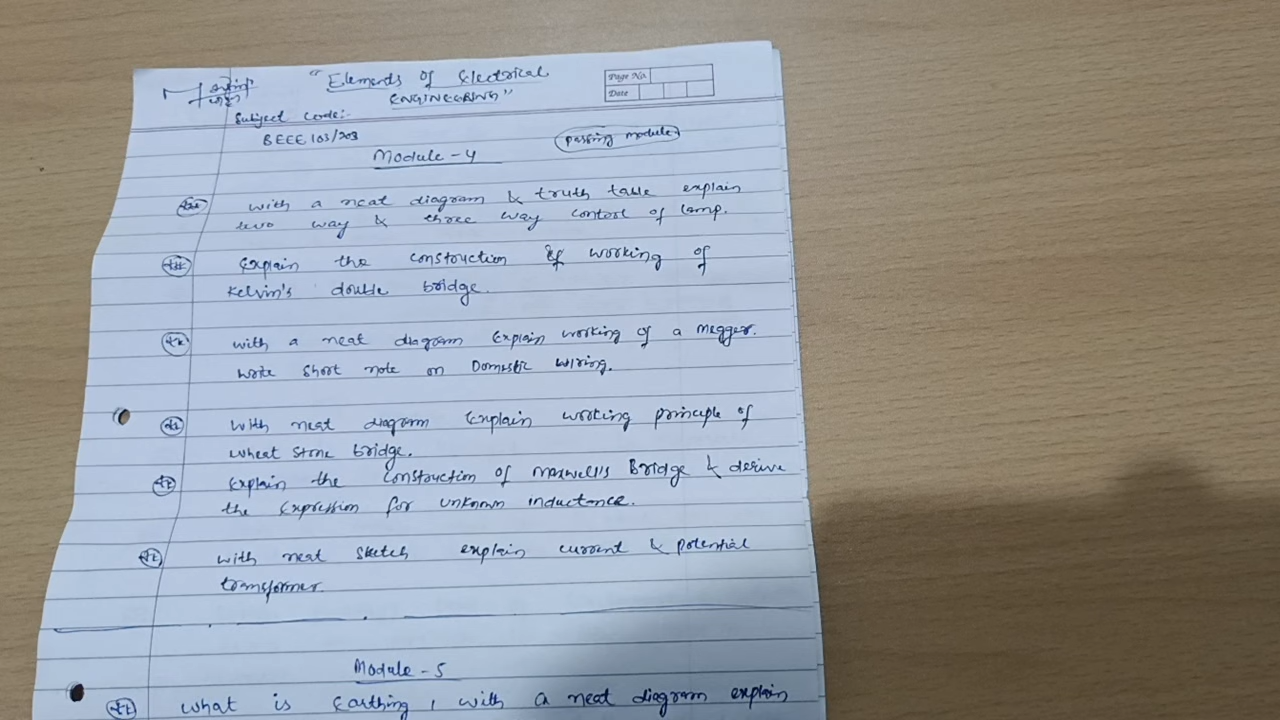 "Elements of Electrical
ENGINEERING"
Page No.
Date
Subject code:-
BEEE 103/203
passing module
Module - 4
with a neat diagram & truth table explain
two way & three way control of lamp.
Explain the construction & working of
Kelvin's double bridge.
with a neat diagram Explain working of a megger.
write short note on Domestic wiring.
with neat diagram Explain working principle of
wheat stone bridge.
Explain the construction of maxwell's Bridge & derive
the Expression for unknown inductance.
with neat sketch explain current & potential
transformer.
Module - 5
what is Earthing, with a neat diagram explain